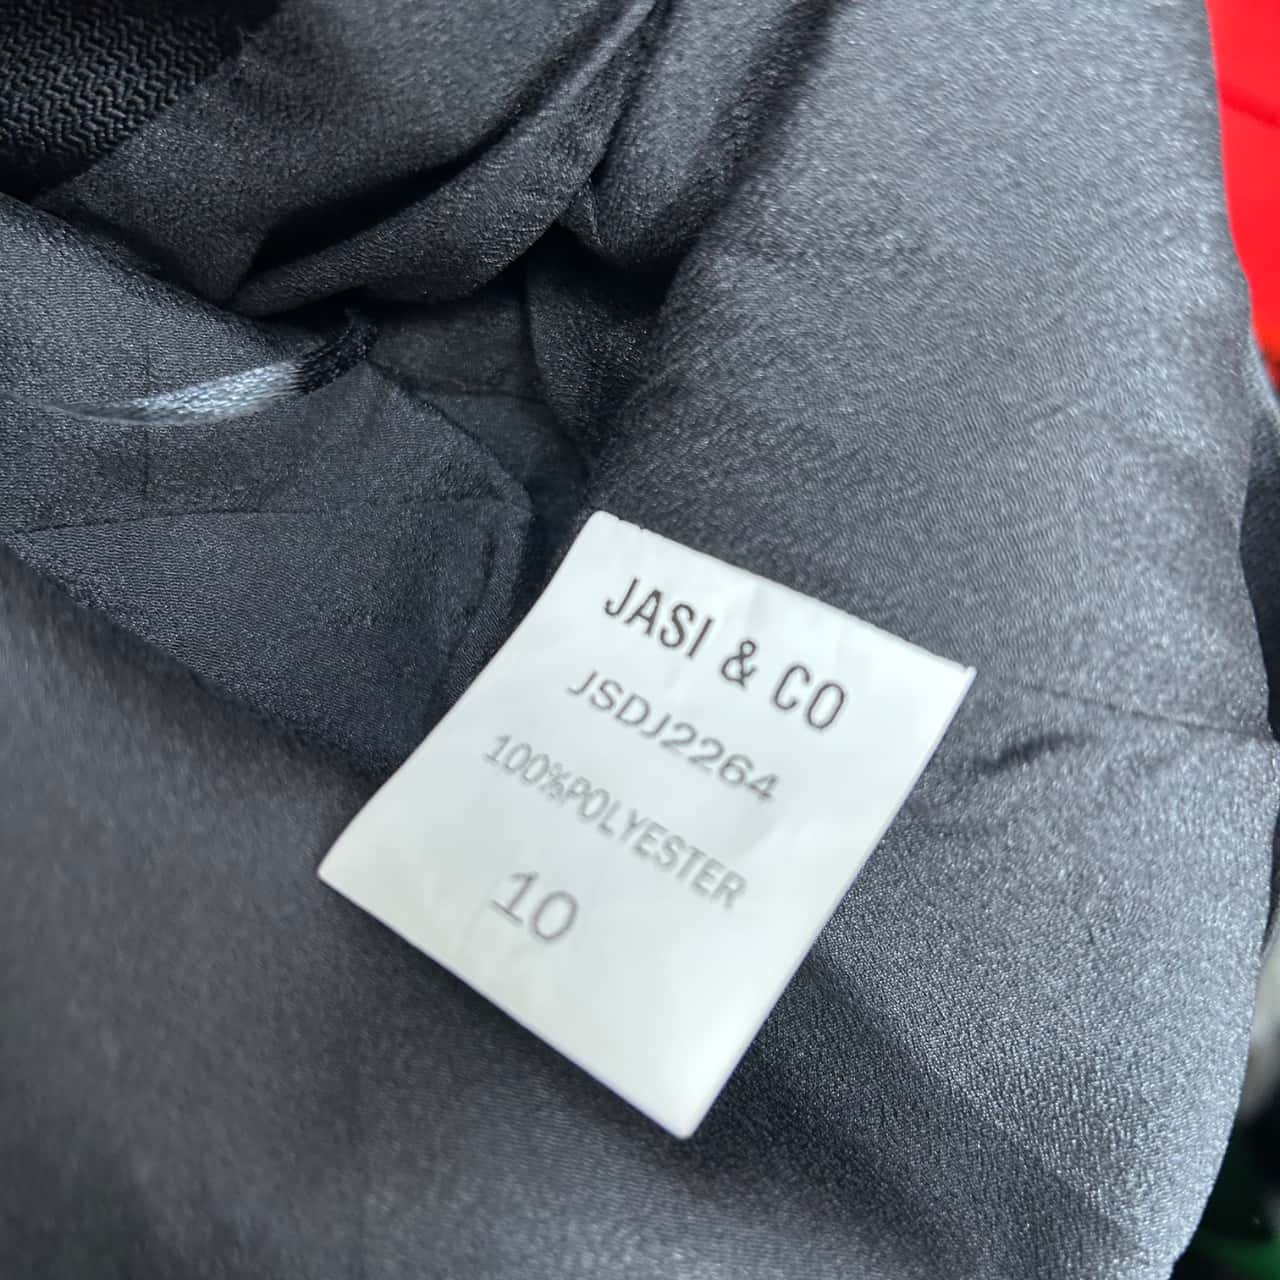 JASI & CO
JSDJ2264
100%POLYESTER
10